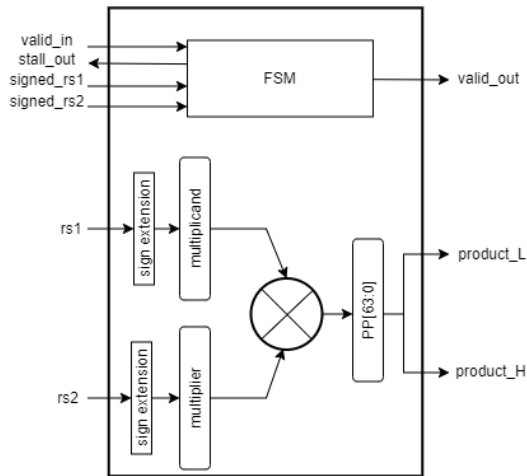 valid_in
stall_out
signed_rs1
signed_rs2
FSM
valid_out
rs1
sign extension
multiplicand
rs2
sign extension
multiplier
PP[63:0]
product_L
product_H